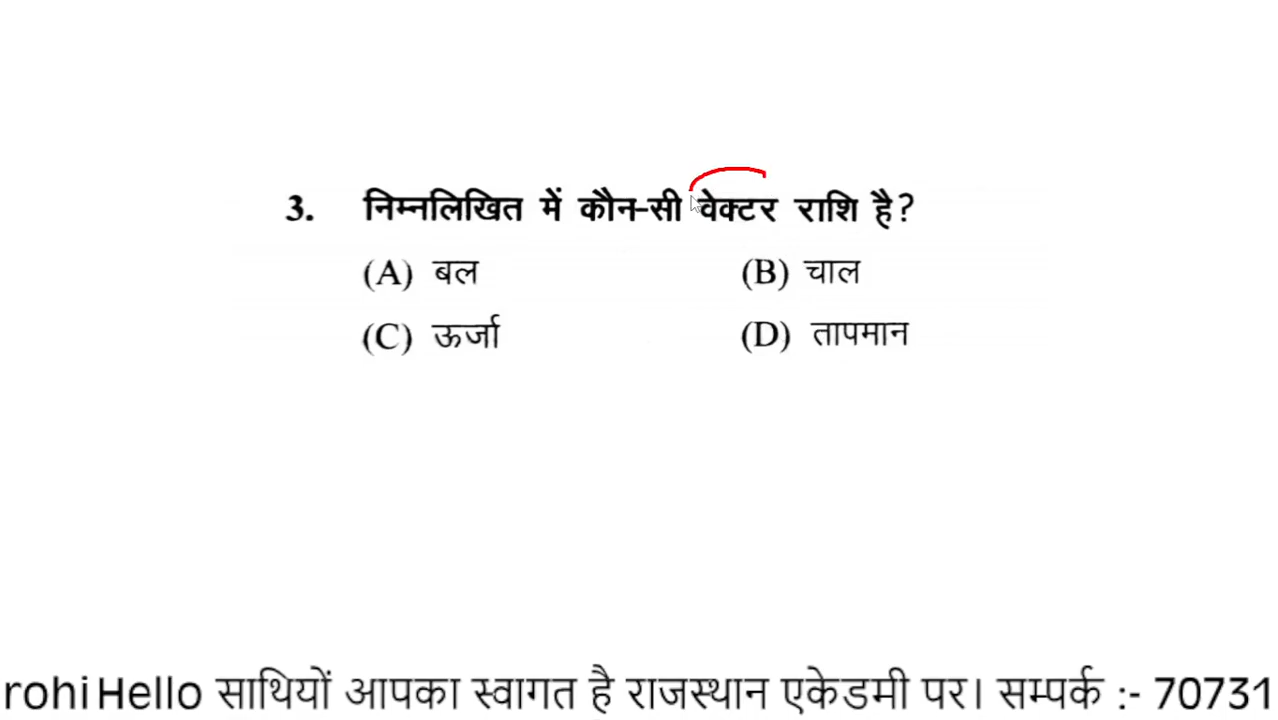 3. निम्नलिखित में कौन-सी वेक्टर राशि है?
(A) बल (B) चाल
(C) ऊर्जा (D) तापमान
rohi Hello साथियों आपका स्वागत है राजस्थान एकेडमी पर। सम्पर्क :- 70731